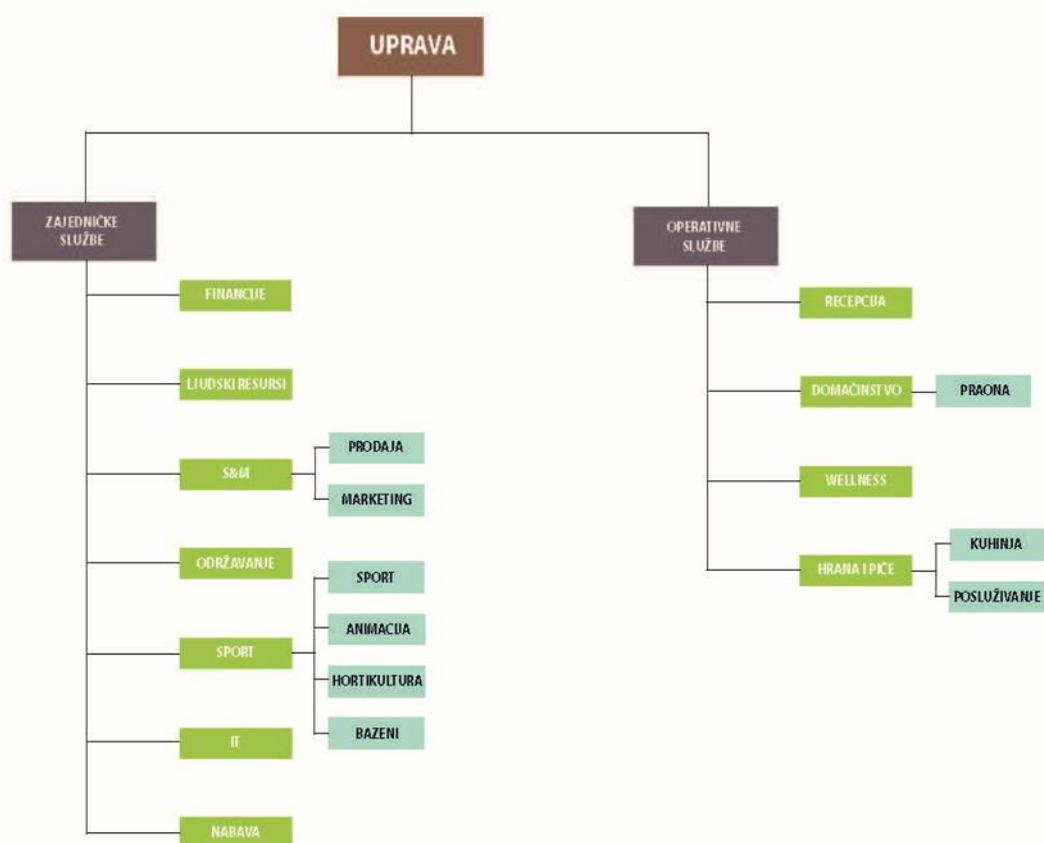 UPRAVA
ZAJEDNIČKE
SLUŽBE
FINANCIJE
LJUDSKI RESURSI
S&M
PRODAJA
MARKETING
ODRŽAVANJE
SPORT
SPORT
ANIMACIJA
HORTIKULTURA
BAZENI
IT
NABAVA
OPERATIVNE
SLUŽBE
RECEPCIJA
DOMAČINSTVO
PRAONA
WELLNESS
HRANA I PIĆE
KUHINJA
POSLUŽIVANJE